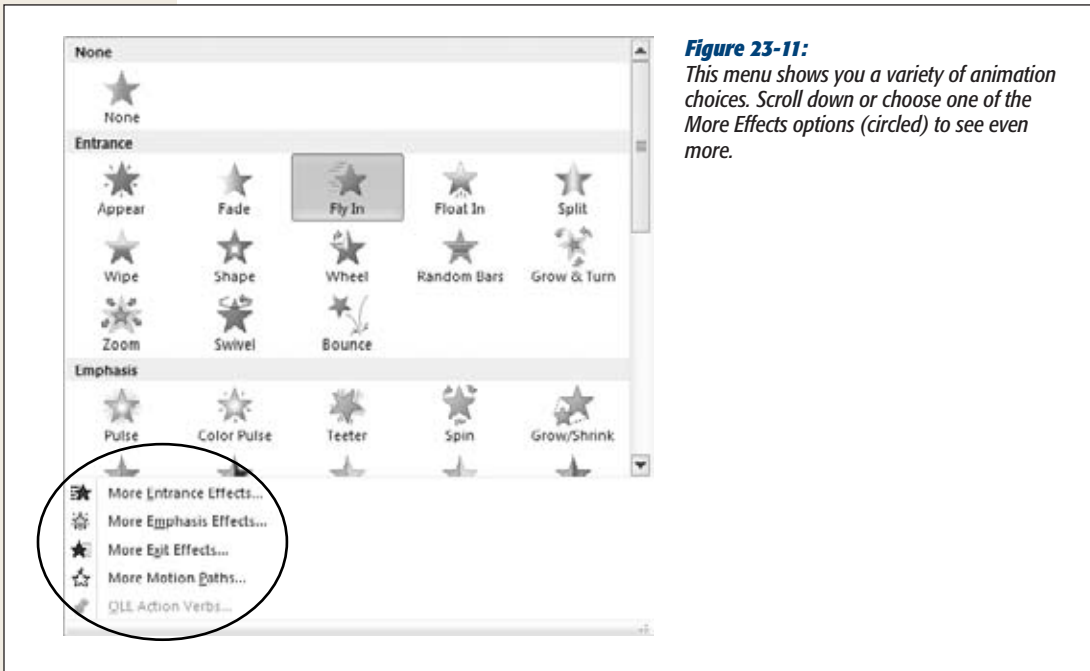 None
None
Entrance
Appear Fade Fly In Float In Split
Wipe Shape Wheel Random Bars Grow & Turn
Zoom Swivel Bounce
Emphasis
Pulse Color Pulse Teeter Spin Grow/Shrink
More Entrance Effects...
More Emphasis Effects...
More Exit Effects...
More Motion Paths...
OLE Action Verbs...
Figure 23-11:
This menu shows you a variety of animation
choices. Scroll down or choose one of the
More Effects options (circled) to see even
more.